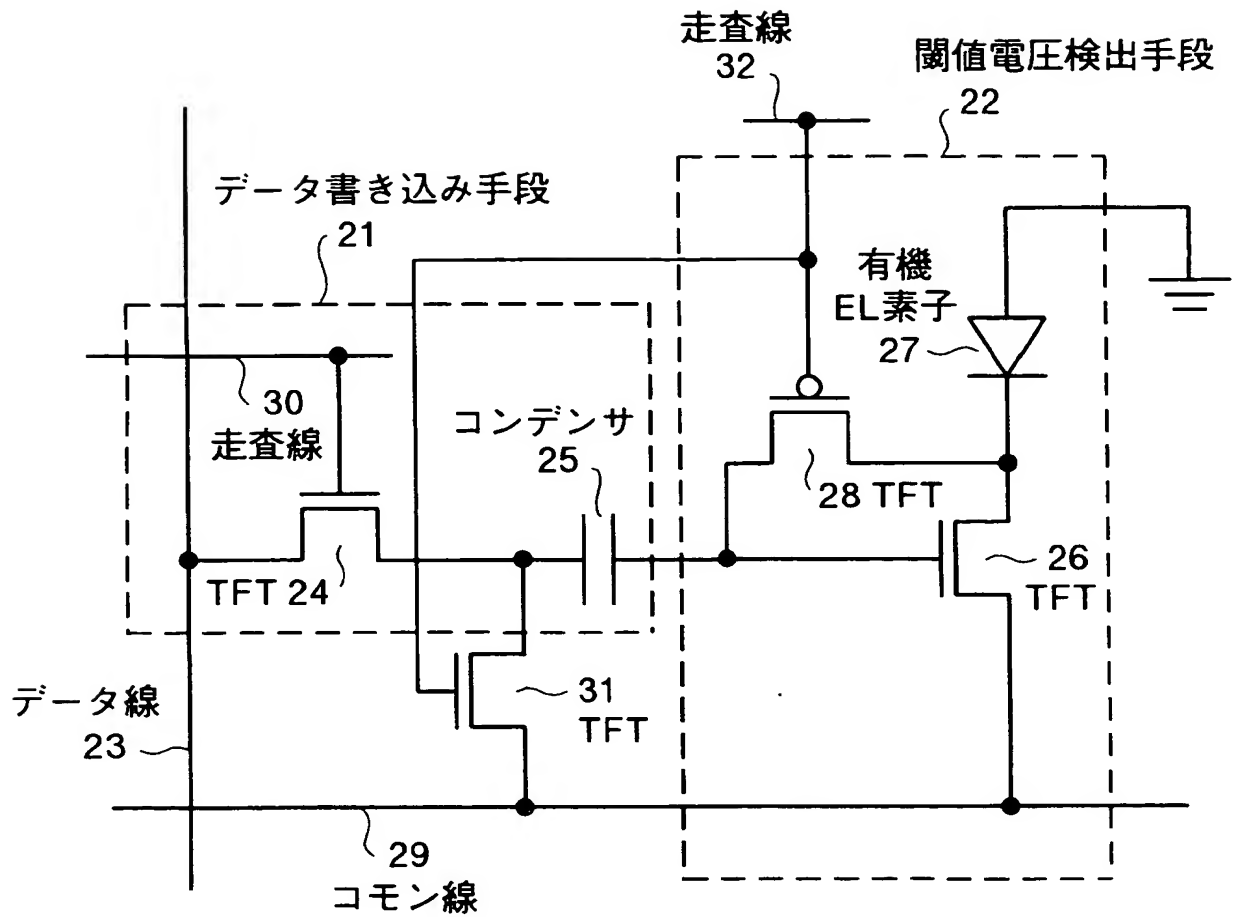 走査線
32
閾値電圧検出手段
22
データ書き込み手段
21
有機
EL素子
27
30
走査線
コンデンサ
25
28 TFT
TFT 24
26
TFT
31
TFT
データ線
23
29
コモン線